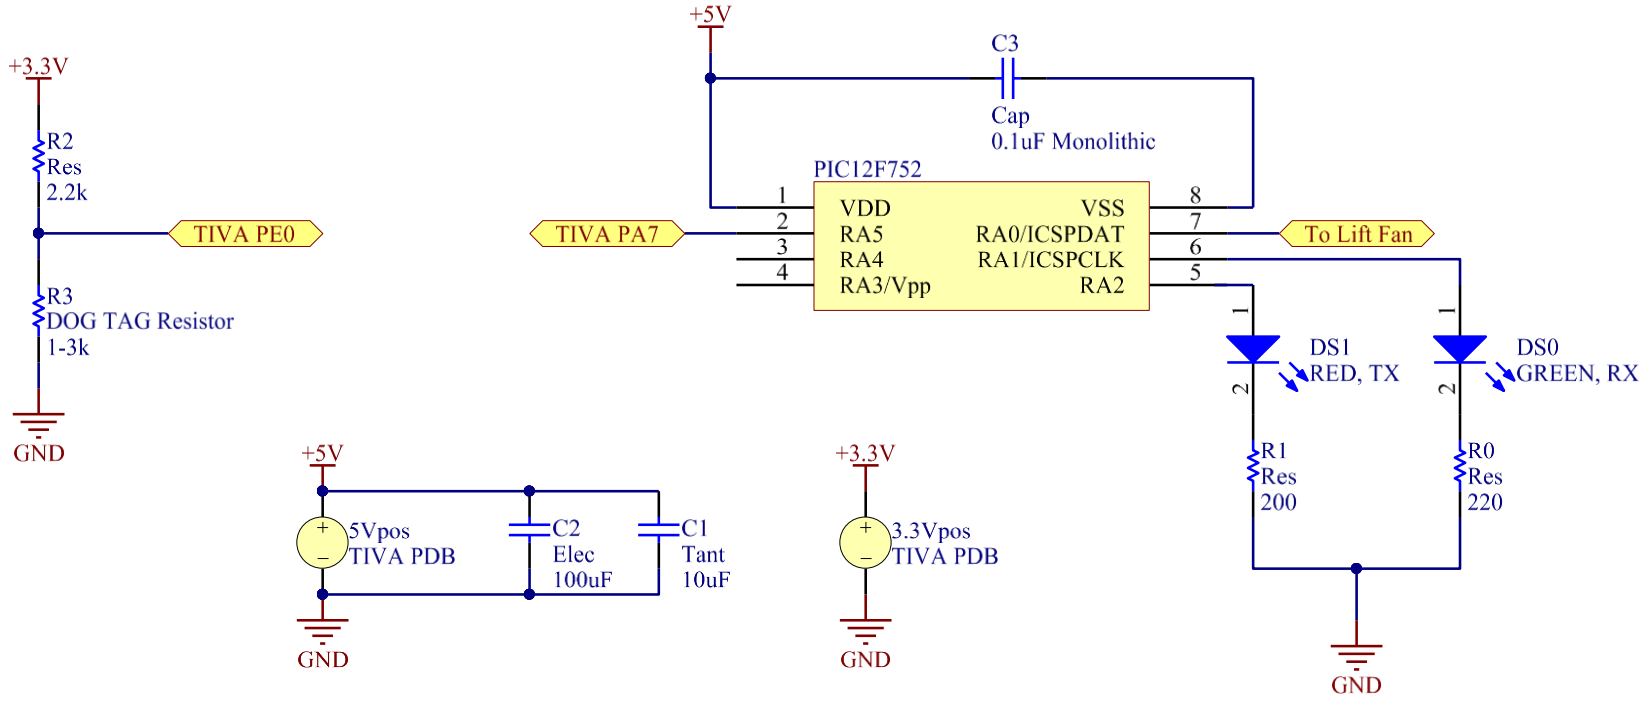 +3.3V
R2
Res
2.2k
TIVA PE0
R3
DOG TAG Resistor
1-3k
GND
+5V
C3
Cap
0.1uF Monolithic
PIC12F752
1
VDD
VSS
8
TIVA PA7
2
RA5
RA0/ICSPDAT
7
To Lift Fan
3
RA4
RA1/ICSPCLK
6
4
RA3/Vpp
RA2
5
1
DS1
RED, TX
2
R1
Res
200
1
DS0
GREEN, RX
2
R0
Res
220
GND
+5V
5Vpos
TIVA PDB
C2
Elec
100uF
C1
Tant
10uF
GND
+3.3V
3.3Vpos
TIVA PDB
GND